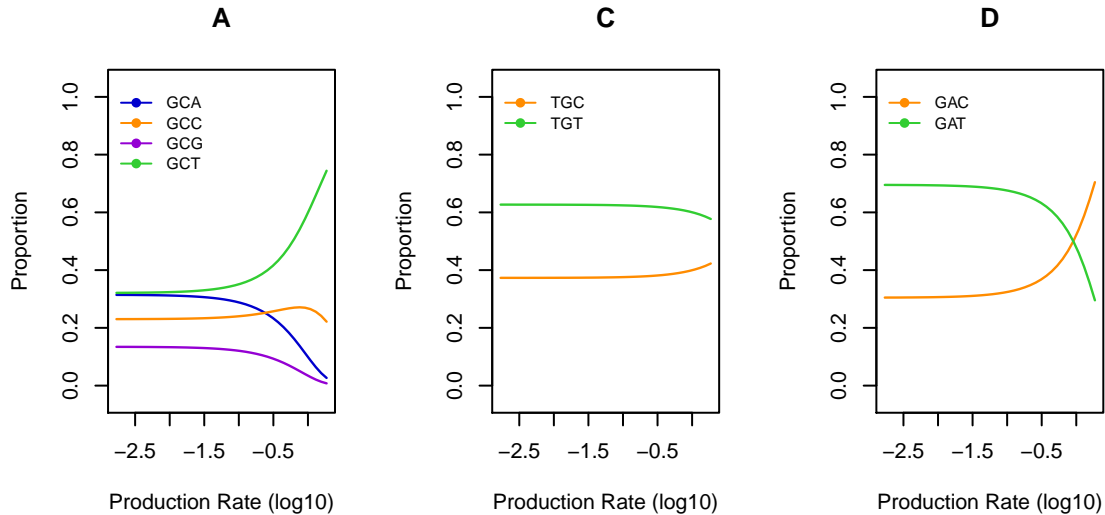 A
GCA
GCC
GCG
GCT
Proportion
0.0 0.2 0.4 0.6 0.8 1.0
−2.5 −1.5 −0.5
Production Rate (log10)
C
TGC
TGT
Proportion
0.0 0.2 0.4 0.6 0.8 1.0
−2.5 −1.5 −0.5
Production Rate (log10)
D
GAC
GAT
Proportion
0.0 0.2 0.4 0.6 0.8 1.0
−2.5 −1.5 −0.5
Production Rate (log10)